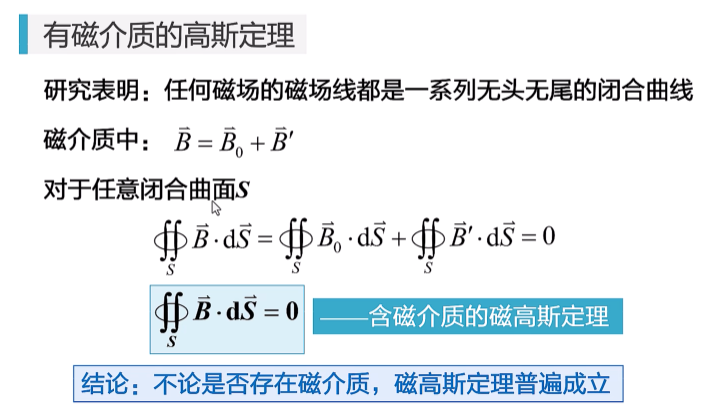 有磁介质的高斯定理
研究表明：任何磁场的磁场线都是一系列无头无尾的闭合曲线
磁介质中： $\vec{B} = \vec{B}_0 + \vec{B}'$
对于任意闭合曲面S
$\oiint_S \vec{B} \cdot \mathrm{d}\vec{S} = \oiint_S \vec{B}_0 \cdot \mathrm{d}\vec{S} + \oiint_S \vec{B}' \cdot \mathrm{d}\vec{S} = 0$
$\oiint_S \vec{B} \cdot \mathrm{d}\vec{S} = 0$ ——含磁介质的磁高斯定理
结论：不论是否存在磁介质，磁高斯定理普遍成立